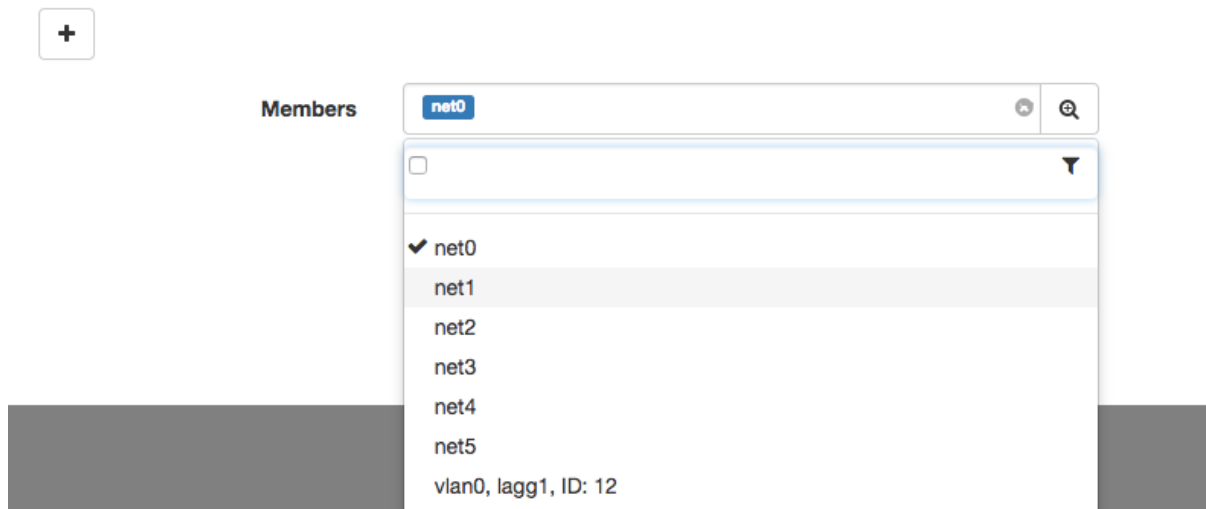 Members
net0
net0
net1
net2
net3
net4
net5
vlan0, lagg1, ID: 12